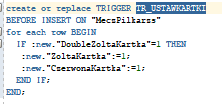 create or replace TRIGGER TR_USTAWKARTKI
BEFORE INSERT ON "MeczPilkarss"
for each row BEGIN
IF :new."DoubleZoltaKartka"=1 THEN
:new."ZoltaKartka":=1;
:new."CzerwonaKartka":=1;
END IF;
END;